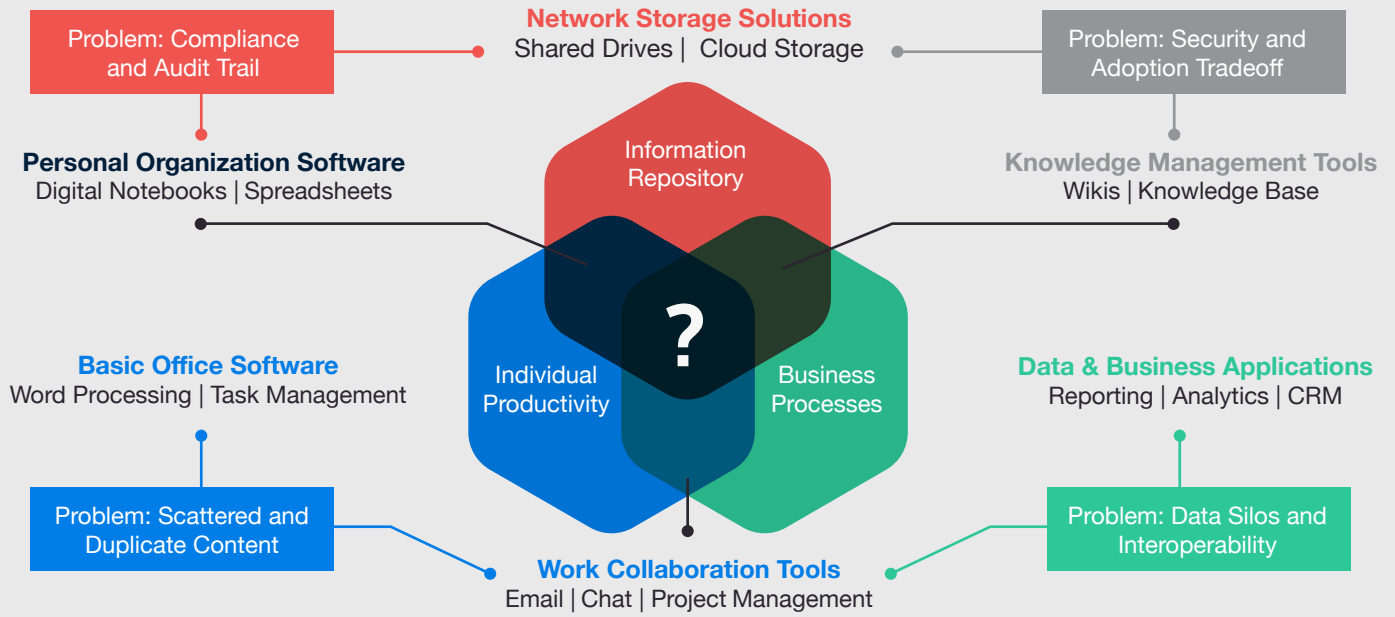 Problem: Compliance
and Audit Trail
Network Storage Solutions
Shared Drives | Cloud Storage
Problem: Security and
Adoption Tradeoff
Personal Organization Software
Digital Notebooks | Spreadsheets
Information
Repository
Knowledge Management Tools
Wikis | Knowledge Base
?
Basic Office Software
Word Processing | Task Management
Individual
Productivity
Business
Processes
Data & Business Applications
Reporting | Analytics | CRM
Problem: Scattered and
Duplicate Content
Problem: Data Silos and
Interoperability
Work Collaboration Tools
Email | Chat | Project Management